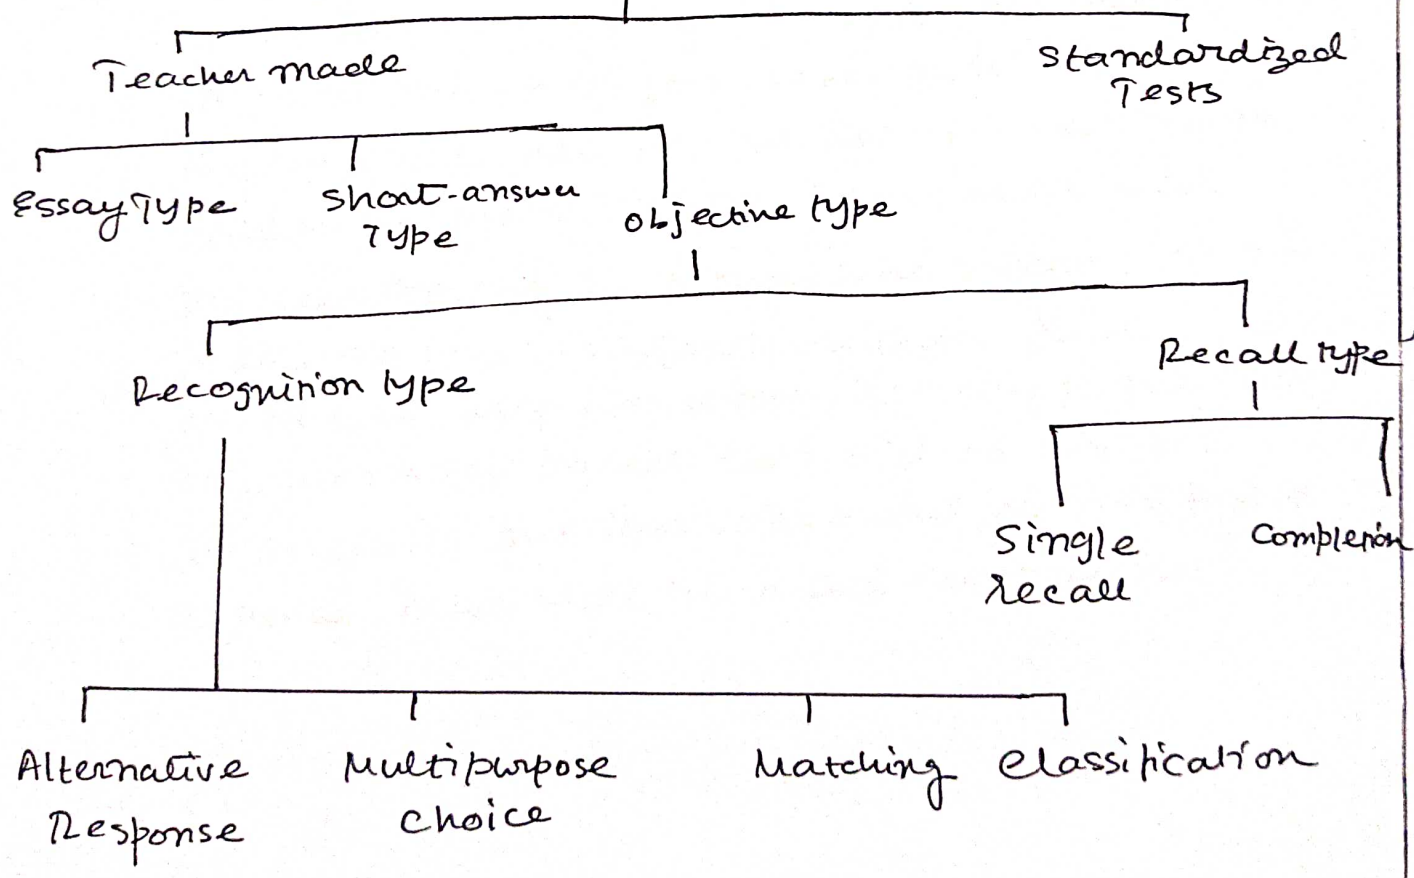 Teacher made
Standardized
Tests
Essay Type
Short-answer
Type
Objective type
Recognition type
Recall type
Single
recall
Completion
Alternative
Response
Multipurpose
choice
Matching
Classification